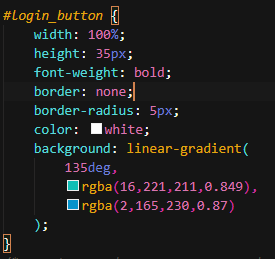 #login_button {
    width: 100%;
    height: 35px;
    font-weight: bold;
    border: none;
    border-radius: 5px;
    color: white;
    background: linear-gradient(
        135deg,
        rgba(16,221,211,0.849),
        rgba(2,165,230,0.87)
    );
}